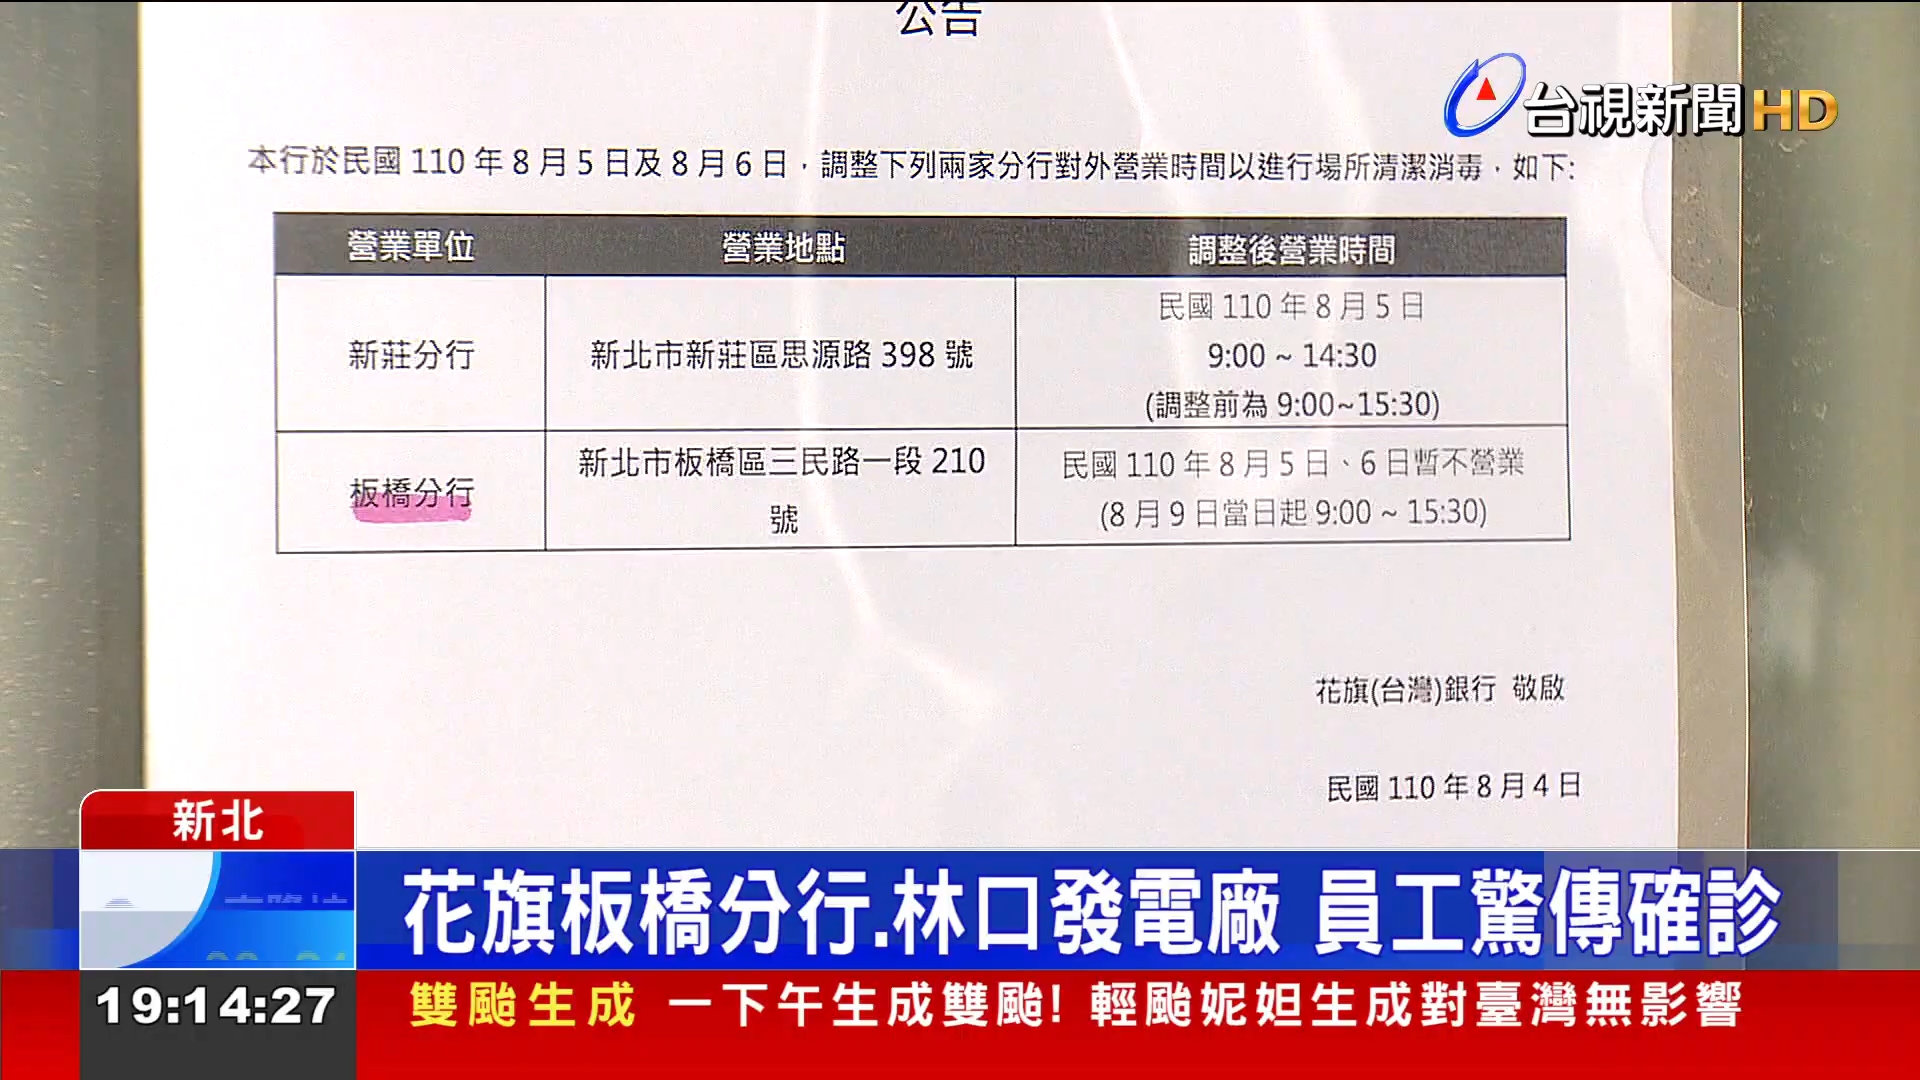 公告
台視新聞HD
本行於民國 110 年 8 月 5 日及 8 月 6 日，調整下列兩家分行對外營業時間以進行場所清潔消毒，如下:
營業單位 營業地點 調整後營業時間
新莊分行 新北市新莊區思源路 398 號
民國 110 年 8 月 5 日
9:00 ~ 14:30
(調整前為 9:00~15:30)
板橋分行
新北市板橋區三民路一段 210
號
民國 110 年 8 月 5 日、6 日暫不營業
(8 月 9 日當日起 9:00 ~ 15:30)
花旗(台灣)銀行 敬啟
民國 110 年 8 月 4 日
新北
花旗板橋分行.林口發電廠 員工驚傳確診
19:14:27
雙颱生成 一下午生成雙颱! 輕颱妮妲生成對臺灣無影響